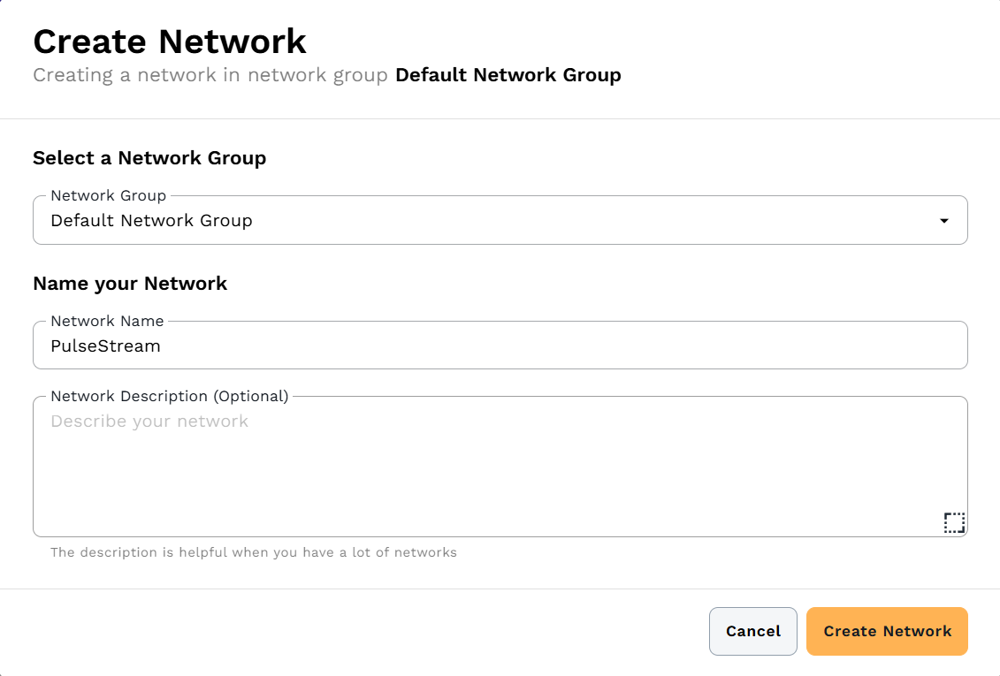 Create Network
Creating a network in network group Default Network Group
Select a Network Group
Network Group
Default Network Group
Name your Network
Network Name
PulseStream
Network Description (Optional)
Describe your network
The description is helpful when you have a lot of networks
Cancel
Create Network